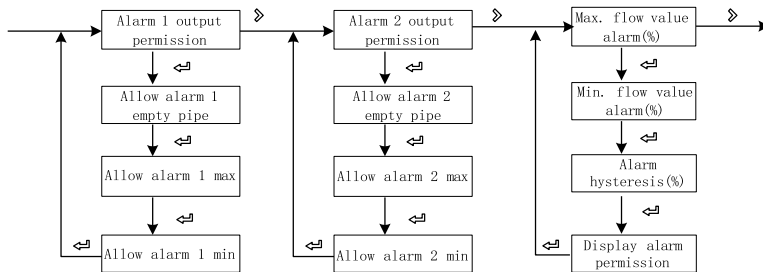 Alarm 1 output
permission
Allow alarm 1
empty pipe
Allow alarm 1 max
Allow alarm 1 min
Alarm 2 output
permission
Allow alarm 2
empty pipe
Allow alarm 2 max
Allow alarm 2 min
Max. flow value
alarm(%)
Min. flow value
alarm(%)
Alarm
hysteresis(%)
Display alarm
permission